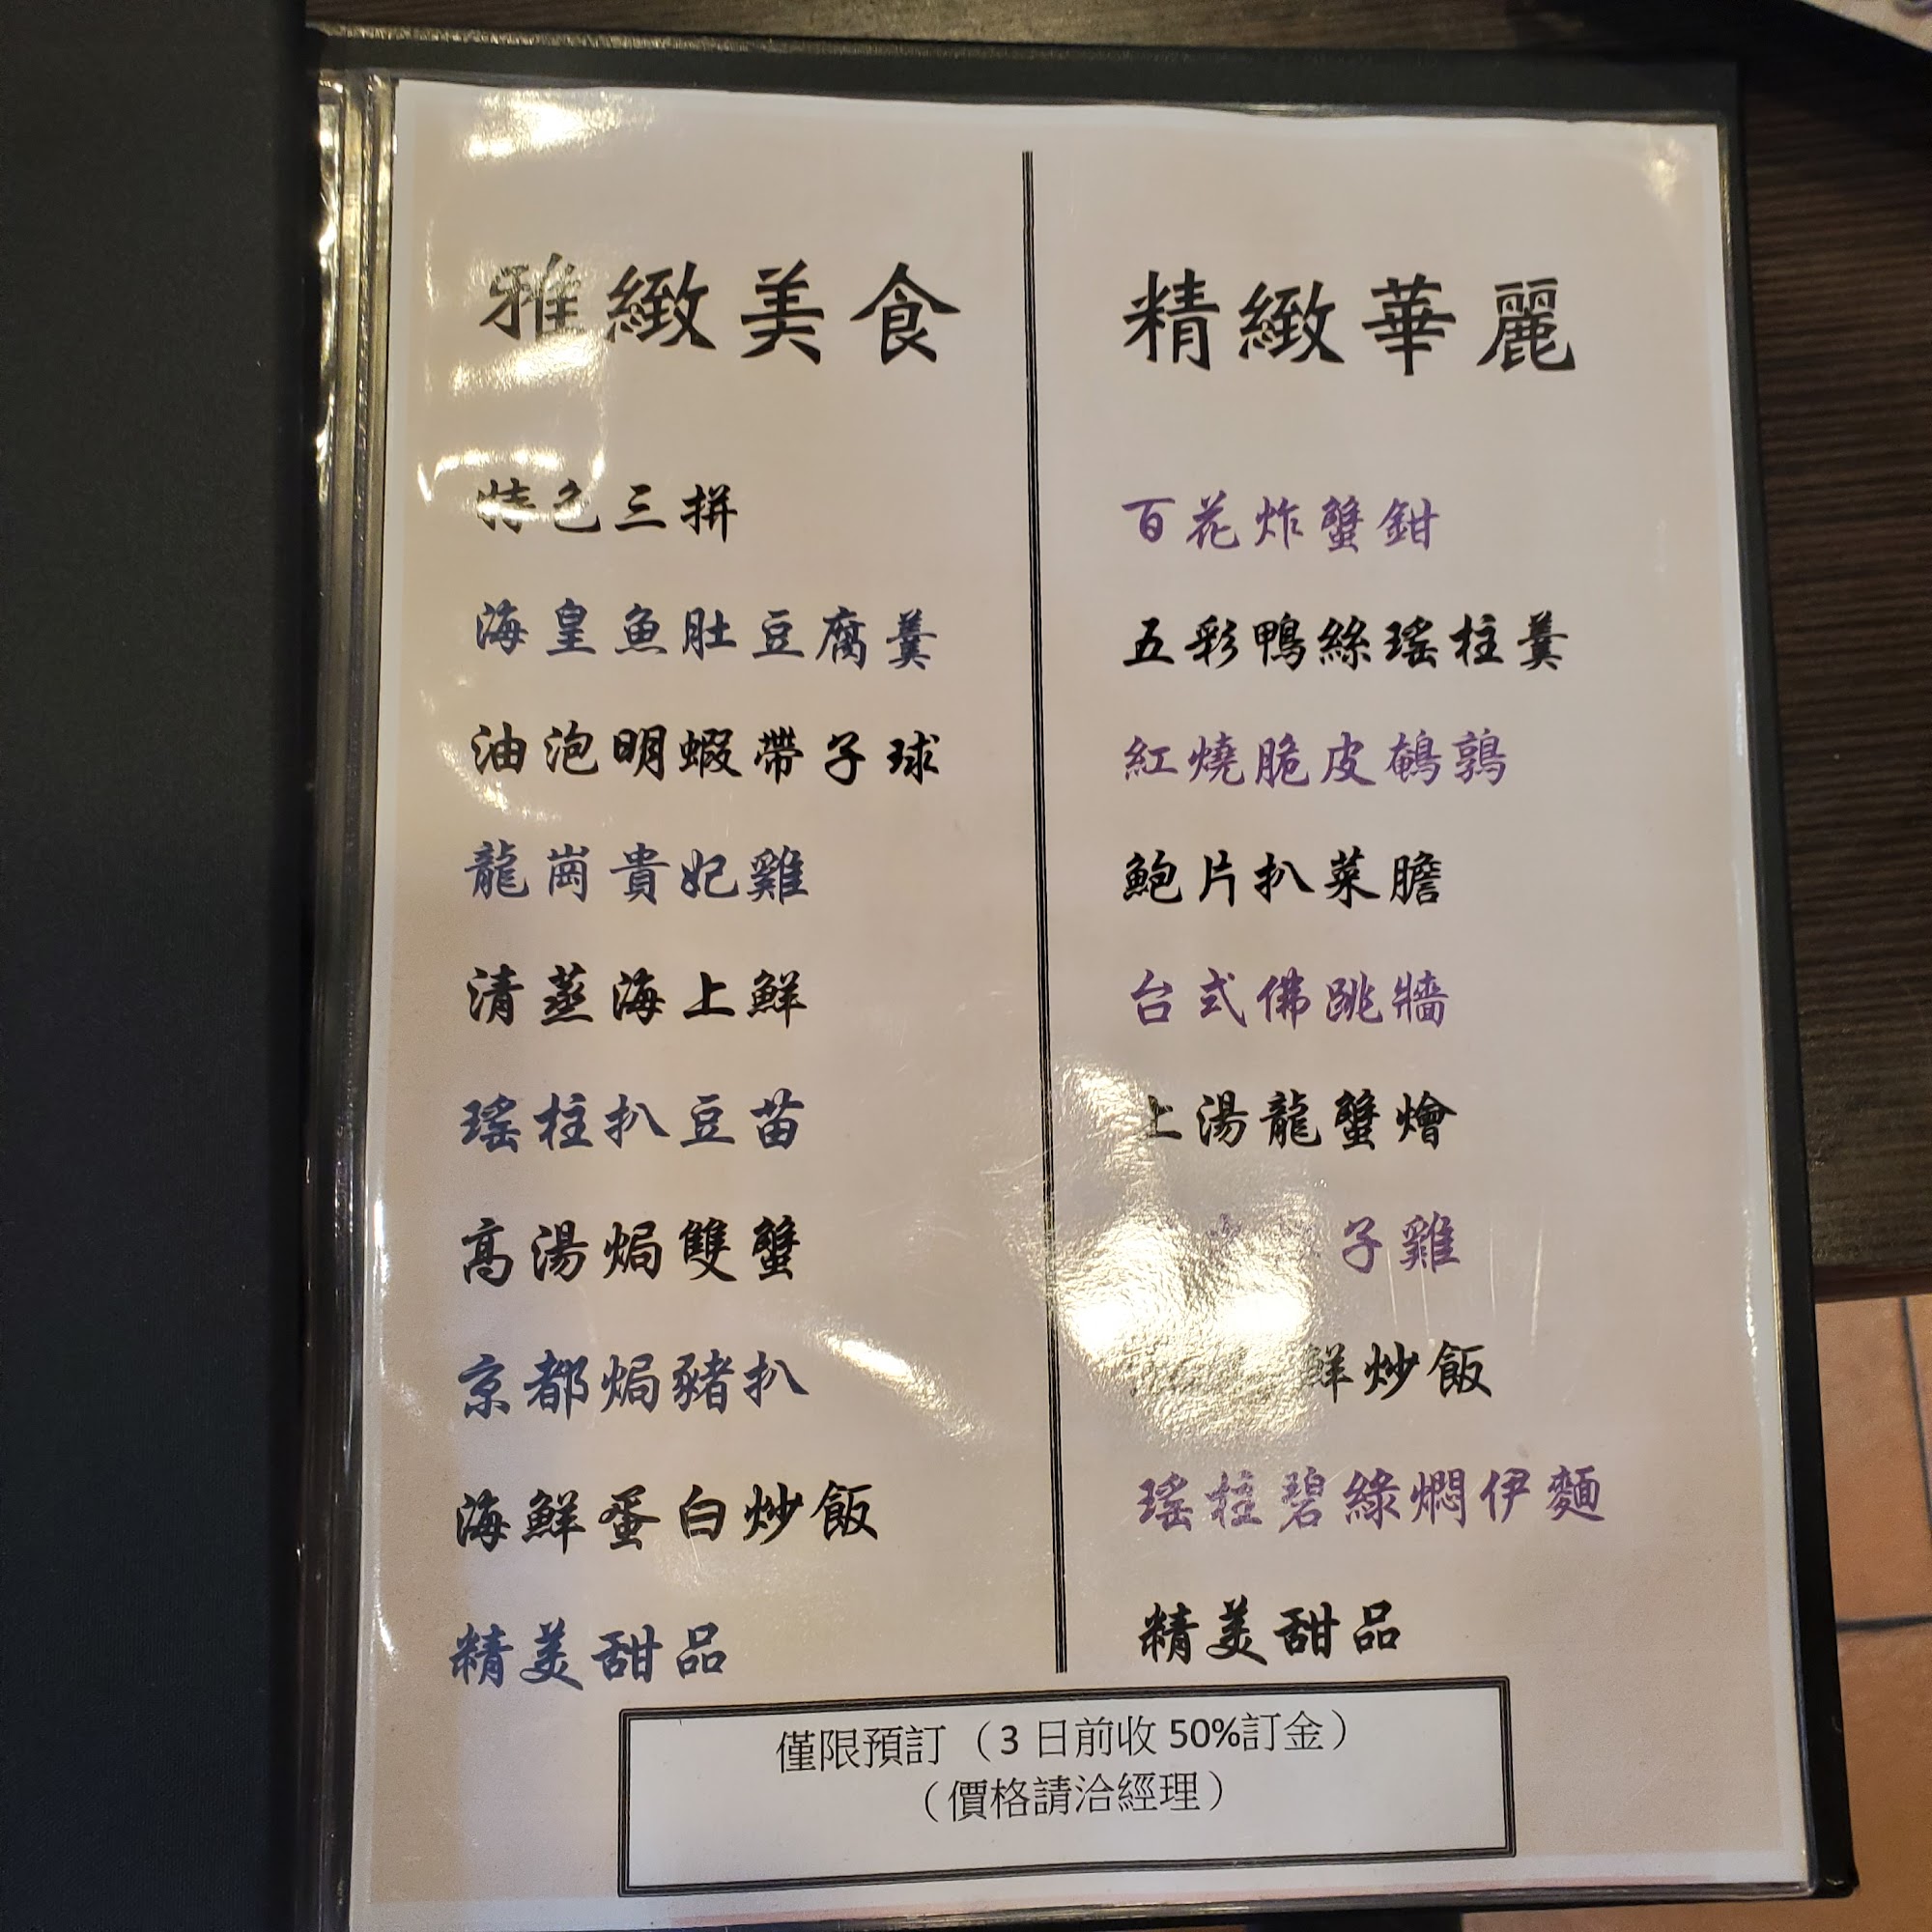 雅緻美食
特色三拼
海皇魚肚豆腐羹
油泡明蝦帶子球
龍崗貴妃雞
清蒸海上鮮
瑤柱扒豆苗
高湯焗雙蟹
京都焗豬扒
海鮮蛋白炒飯
精美甜品
精緻華麗
百花炸蟹鉗
五彩鴨絲瑤柱羹
紅燒脆皮鵪鶉
鮑片扒菜膽
台式佛跳牆
上湯龍蟹燴
子雞
鮮炒飯
瑤柱碧綠燜伊麵
精美甜品
僅限預訂（3 日前收 50%訂金）
（價格請洽經理）